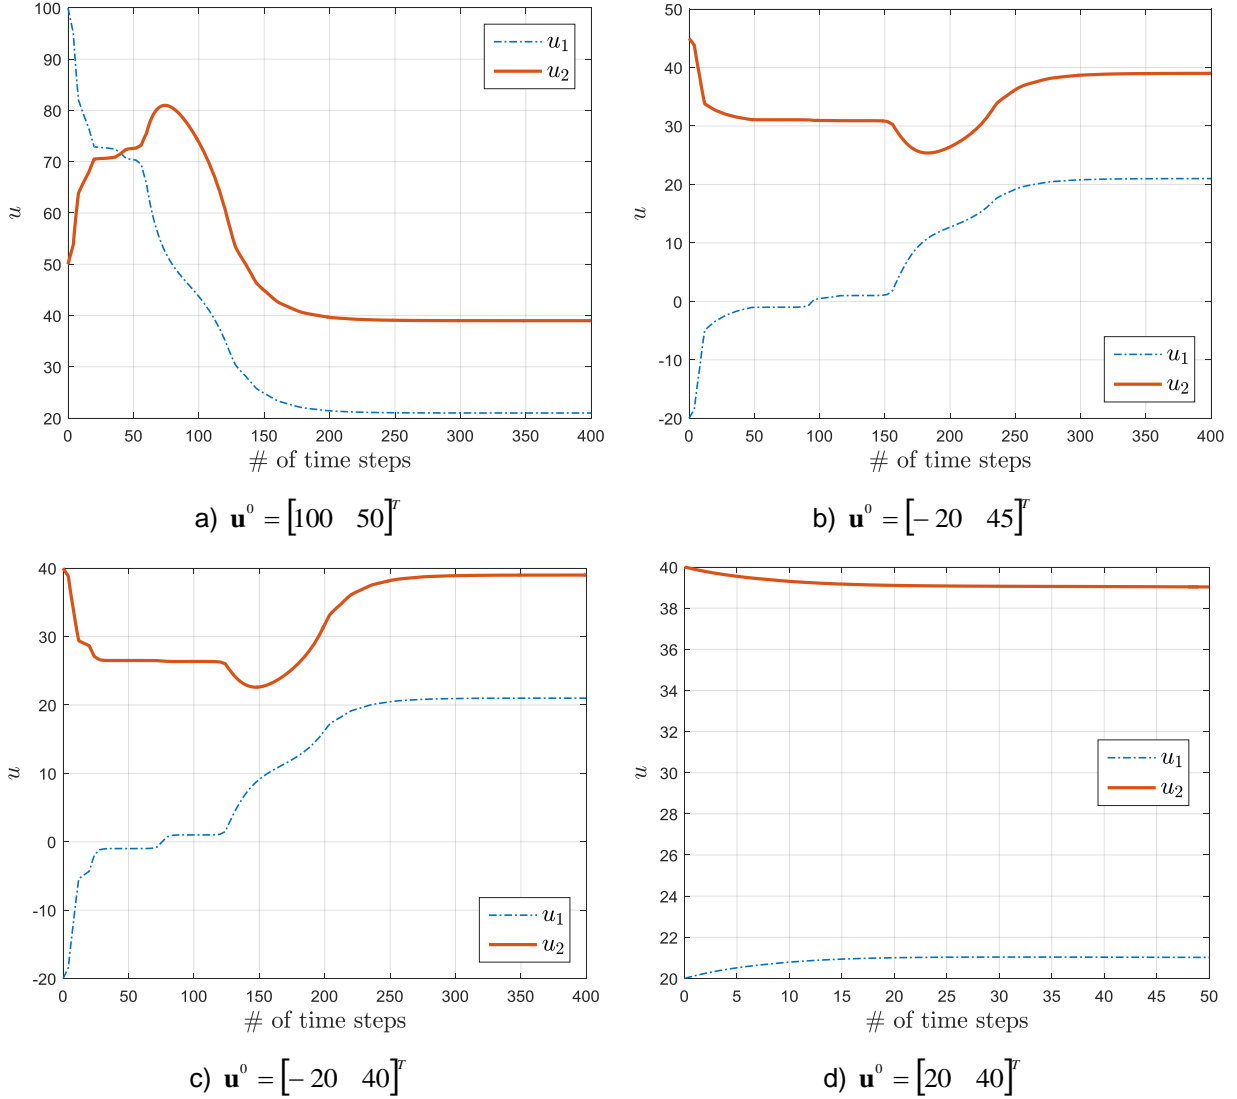 100
90
80
70
60
50
40
30
20
u
0 50 100 150 200 250 300 350 400
# of time steps
u1
u2
a) u^0 = [100 50]^T
50
40
30
20
10
0
-10
-20
u
0 50 100 150 200 250 300 350 400
# of time steps
u1
u2
b) u^0 = [− 20 45]^T
40
30
20
10
0
-10
-20
u
0 50 100 150 200 250 300 350 400
# of time steps
u1
u2
c) u^0 = [− 20 40]^T
40
38
36
34
32
30
28
26
24
22
20
u
0 5 10 15 20 25 30 35 40 45 50
# of time steps
u1
u2
d) u^0 = [20 40]^T